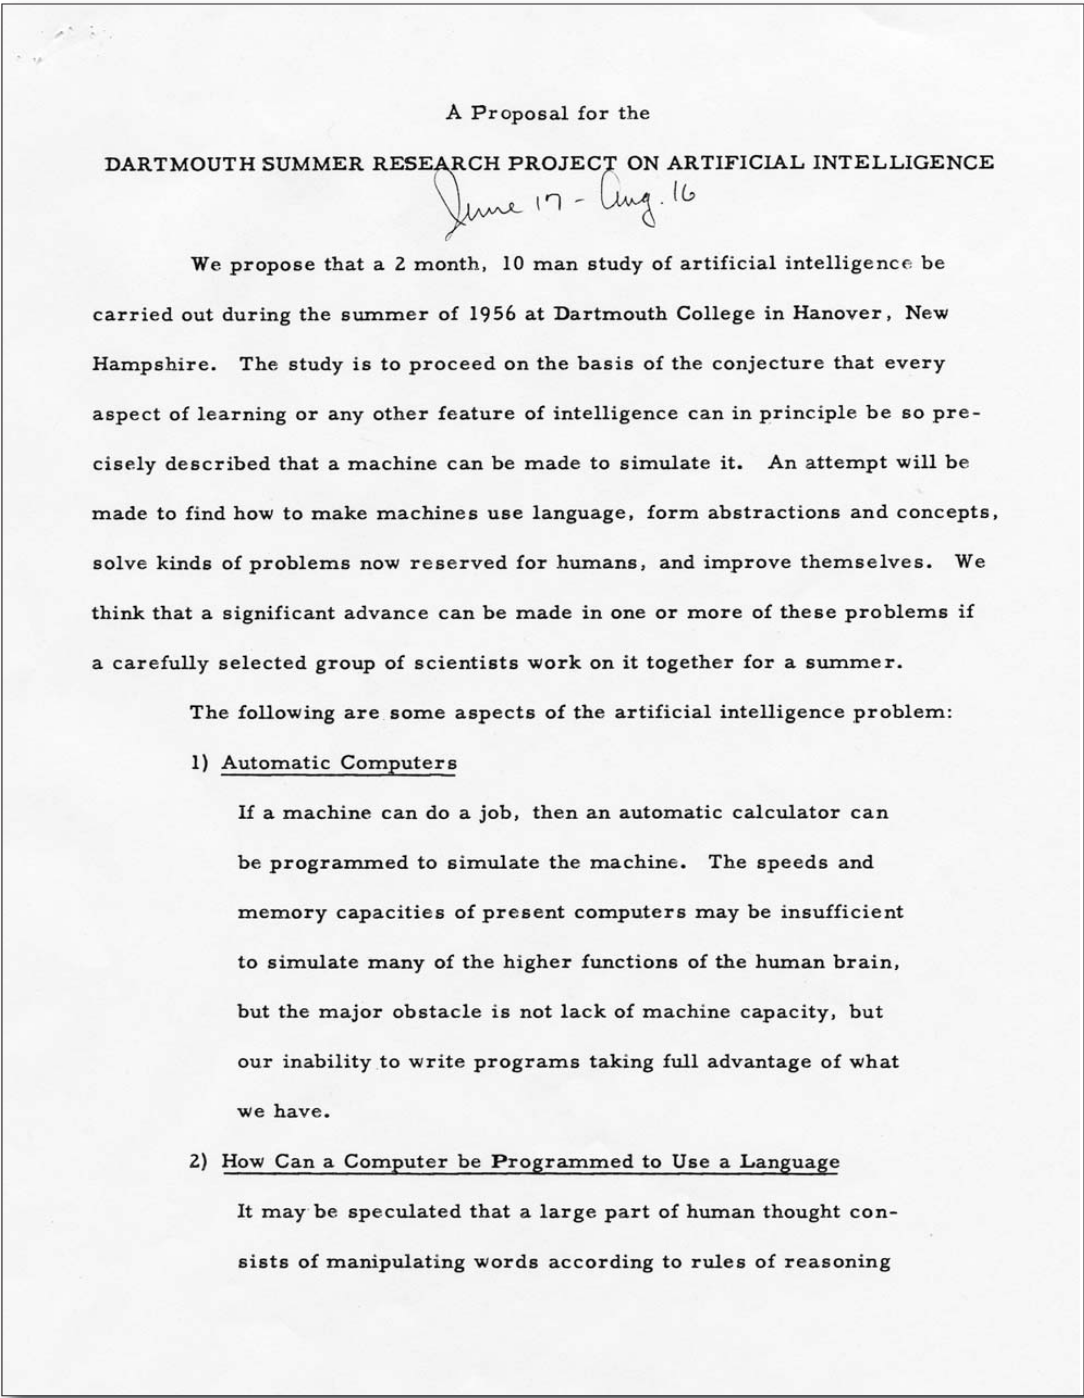 A Proposal for the
DARTMOUTH SUMMER RESEARCH PROJECT ON ARTIFICIAL INTELLIGENCE
June 17 - Aug. 16
We propose that a 2 month, 10 man study of artificial intelligence be
carried out during the summer of 1956 at Dartmouth College in Hanover, New
Hampshire. The study is to proceed on the basis of the conjecture that every
aspect of learning or any other feature of intelligence can in principle be so pre-
cisely described that a machine can be made to simulate it. An attempt will be
made to find how to make machines use language, form abstractions and concepts,
solve kinds of problems now reserved for humans, and improve themselves. We
think that a significant advance can be made in one or more of these problems if
a carefully selected group of scientists work on it together for a summer.
The following are some aspects of the artificial intelligence problem:
1) Automatic Computers
If a machine can do a job, then an automatic calculator can
be programmed to simulate the machine. The speeds and
memory capacities of present computers may be insufficient
to simulate many of the higher functions of the human brain,
but the major obstacle is not lack of machine capacity, but
our inability to write programs taking full advantage of what
we have.
2) How Can a Computer be Programmed to Use a Language
It may be speculated that a large part of human thought con-
sists of manipulating words according to rules of reasoning